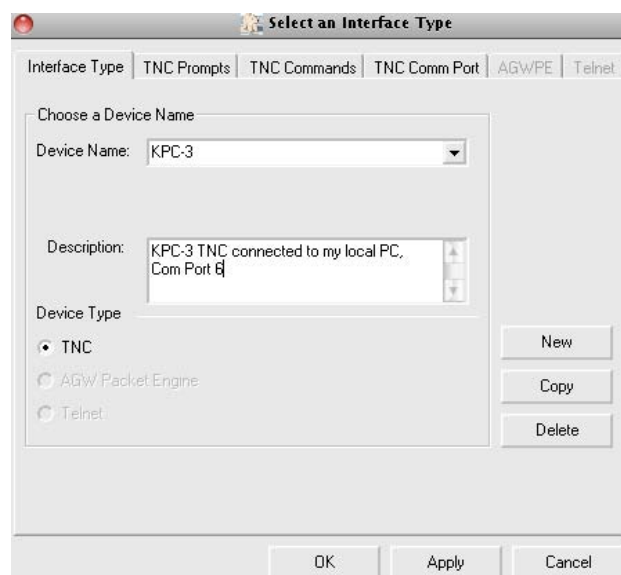 Select an Interface Type
Interface Type TNC Prompts TNC Commands TNC Comm Port AGWPE Telnet
Choose a Device Name
Device Name: KPC-3
Description: KPC-3 TNC connected to my local PC,
Com Port 6
Device Type
TNC
New
AGW Packet Engine
Copy
Telnet
Delete
OK Apply Cancel